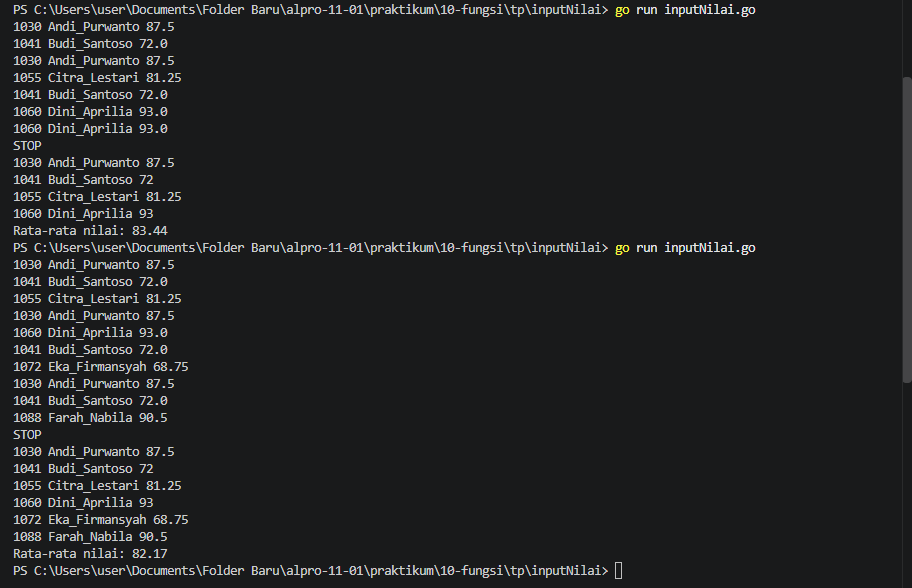 PS C:\Users\user\Documents\Folder Baru\alpro-11-01\praktikum\10-fungsi\tp\inputNilai> go run inputNilai.go
1030 Andi_Purwanto 87.5
1041 Budi_Santoso 72.0
1030 Andi_Purwanto 87.5
1055 Citra_Lestari 81.25
1041 Budi_Santoso 72.0
1060 Dini_Aprilia 93.0
1060 Dini_Aprilia 93.0
STOP
1030 Andi_Purwanto 87.5
1041 Budi_Santoso 72
1055 Citra_Lestari 81.25
1060 Dini_Aprilia 93
Rata-rata nilai: 83.44
PS C:\Users\user\Documents\Folder Baru\alpro-11-01\praktikum\10-fungsi\tp\inputNilai> go run inputNilai.go
1030 Andi_Purwanto 87.5
1041 Budi_Santoso 72.0
1055 Citra_Lestari 81.25
1030 Andi_Purwanto 87.5
1060 Dini_Aprilia 93.0
1041 Budi_Santoso 72.0
1072 Eka_Firmansyah 68.75
1030 Andi_Purwanto 87.5
1041 Budi_Santoso 72.0
1088 Farah_Nabila 90.5
STOP
1030 Andi_Purwanto 87.5
1041 Budi_Santoso 72
1055 Citra_Lestari 81.25
1060 Dini_Aprilia 93
1072 Eka_Firmansyah 68.75
1088 Farah_Nabila 90.5
Rata-rata nilai: 82.17
PS C:\Users\user\Documents\Folder Baru\alpro-11-01\praktikum\10-fungsi\tp\inputNilai>